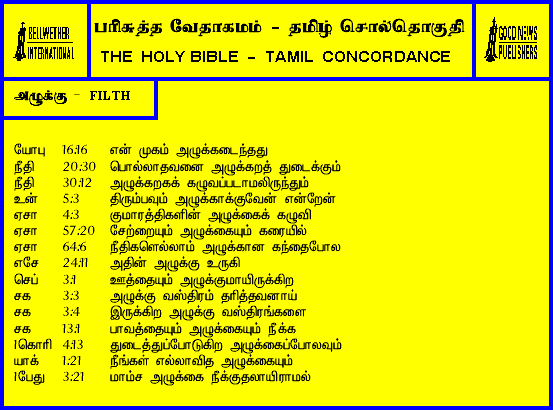 BELLWETHER
INTERNATIONAL
பரிசுத்த வேதாகமம் - தமிழ் சொல்தொகுதி
THE HOLY BIBLE - TAMIL CONCORDANCE
GOOD NEWS
PUBLISHERS
அழுக்கு - FILTH
யோபு 16:16 என் முகம் அழுக்கடைந்தது
நீதி 20:30 பொல்லாதவனை அழுக்கறத் துடைக்கும்
நீதி 30:12 அழுக்கறக் கழுவப்படாமலிருந்தும்
உன் 5:3 திரும்பவும் அழுக்காக்குவேன் என்றேன்
ஏசா 4:3 குமாரத்திகளின் அழுக்கைக் கழுவி
ஏசா 57:20 சேற்றையும் அழுக்கையும் கரையில்
ஏசா 64:6 நீதிகளெல்லாம் அழுக்கான கந்தைபோல
எசே 24:11 அதின் அழுக்கு உருகி
செப் 3:1 ஊத்தையும் அழுக்குமாயிருக்கிற
சக 3:3 அழுக்கு வஸ்திரம் தரித்தவனாய்
சக 3:4 இருக்கிற அழுக்கு வஸ்திரங்களை
சக 13:1 பாவத்தையும் அழுக்கையும் நீக்க
1கொரி 4:13 துடைத்துப்போடுகிற அழுக்கைப்போலவும்
யாக் 1:21 நீங்கள் எல்லாவித அழுக்கையும்
1பேது 3:21 மாம்ச அழுக்கை நீக்குதலாயிராமல்